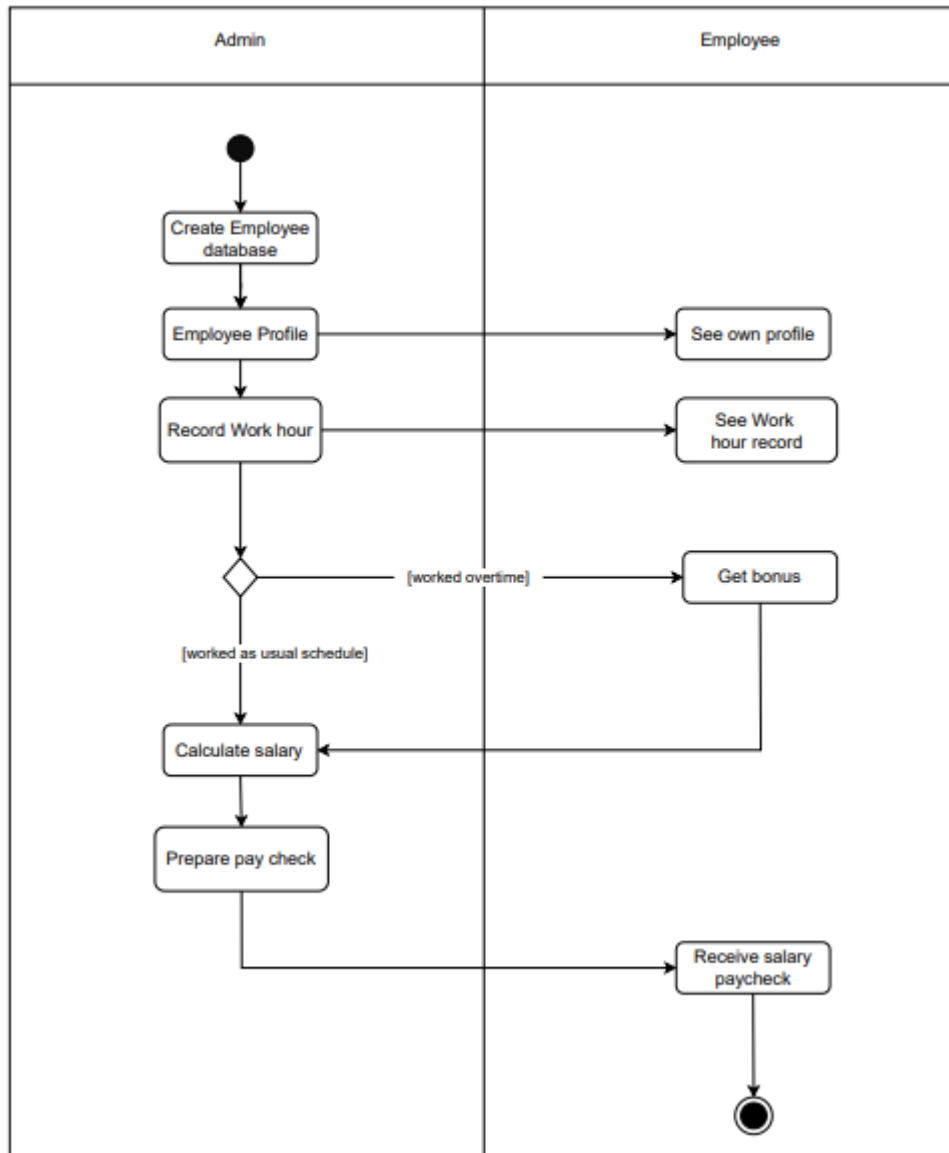 Admin
Employee
Create Employee
database
Employee Profile
See own profile
Record Work hour
See Work
hour record
[worked overtime]
Get bonus
[worked as usual schedule]
Calculate salary
Prepare pay check
Receive salary
paycheck